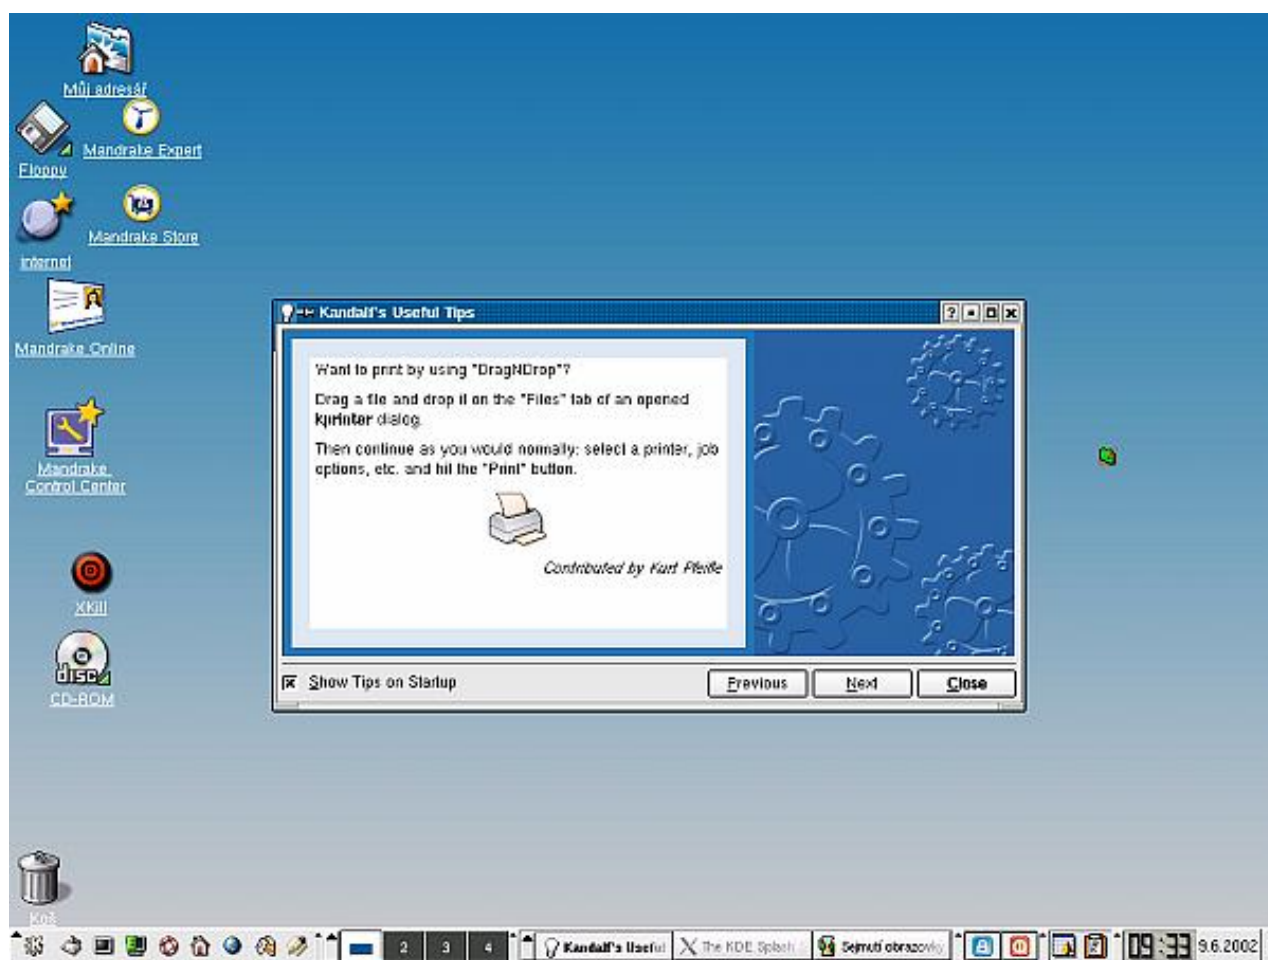 Můj adresář
Mandrake Expert
Floppy
Mandrake Store
internet
Mandrake Online
Mandrake
Control Center
XKill
disc
CD-ROM
Koš
Kandalf's Useful Tips
Want to print by using "DragNDrop"?
Drag a file and drop it on the "Files" tab of an opened
kprinter dialog.
Then continue as you would normally: select a printer, job
options, etc. and hit the "Print" button.
Contributed by Kurt Pfeifle
Show Tips on Startup
Previous
Next
Close
2 3 4
Kandalf's Useful
The KDE Splash
Sejmutí obrazovky
09:33
9.6.2002